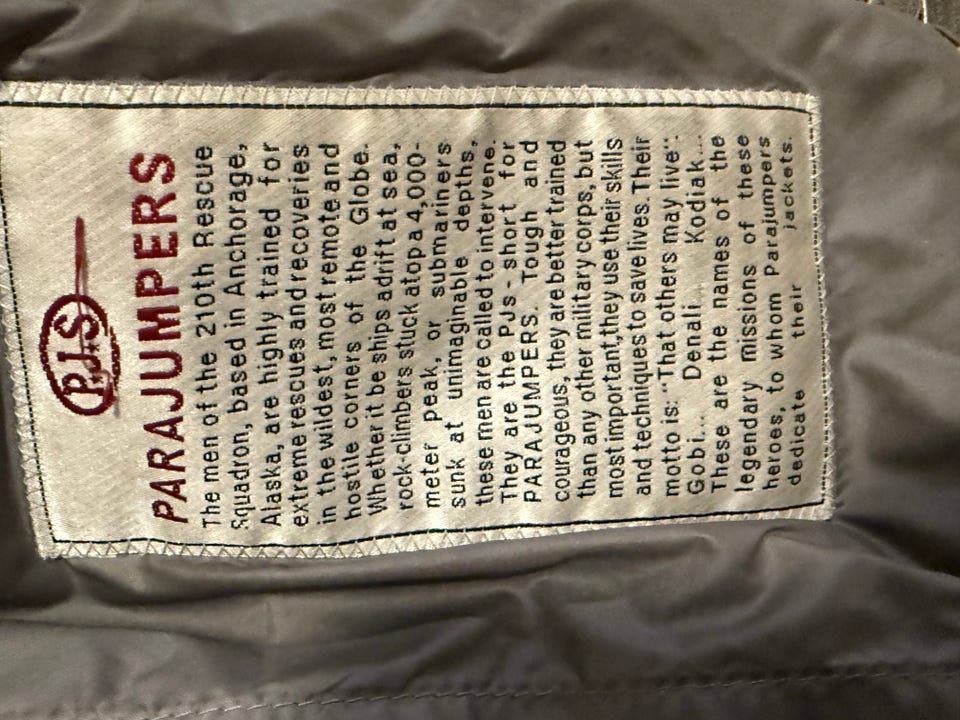 P.J.S
PARAJUMPERS
The men of the 210th Rescue
Squadron, based in Anchorage,
Alaska, are highly trained for
extreme rescues and recoveries
in the wildest, most remote and
hostile corners of the Globe.
Whether it be ships adrift at sea,
rock-climbers stuck atop a 4,000-
meter peak, or submariners
sunk at unimaginable depths,
these men are called to intervene.
They are the PJs - short for
PARAJUMPERS. Tough and
courageous, they are better trained
than any other military corps, but
most important,they use their skills
and techniques to save lives. Their
motto is: "That others may live".
Gobi... Denali... Kodiak...
These are the names of the
legendary missions of these
heroes, to whom Parajumpers
dedicate their jackets.